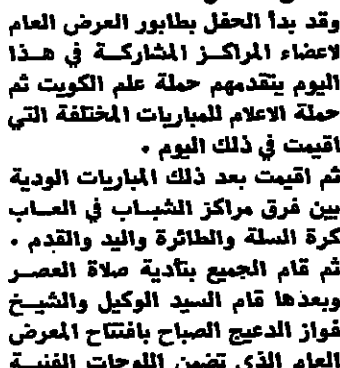 وقد بدأ الحفل بطابور العرض العام
لاعضاء المراكز المشاركة في هذا
اليوم يتقدمهم حملة علم الكويت ثم
حملة الاعلام للمباريات المختلفة التي
اقيمت في ذلك اليوم .
ثم اقيمت بعد ذلك المباريات الودية
بين فرق مراكز الشباب في العاب
كرة السلة والطائرة واليد والقدم .
ثم قام الجميع بتأدية صلاة العصر
وبعدها قام السيد الوكيل والشيخ
فواز الدعيج الصباح بافتتاح المعرض
العام الذي تضمن اللوحات الفنية